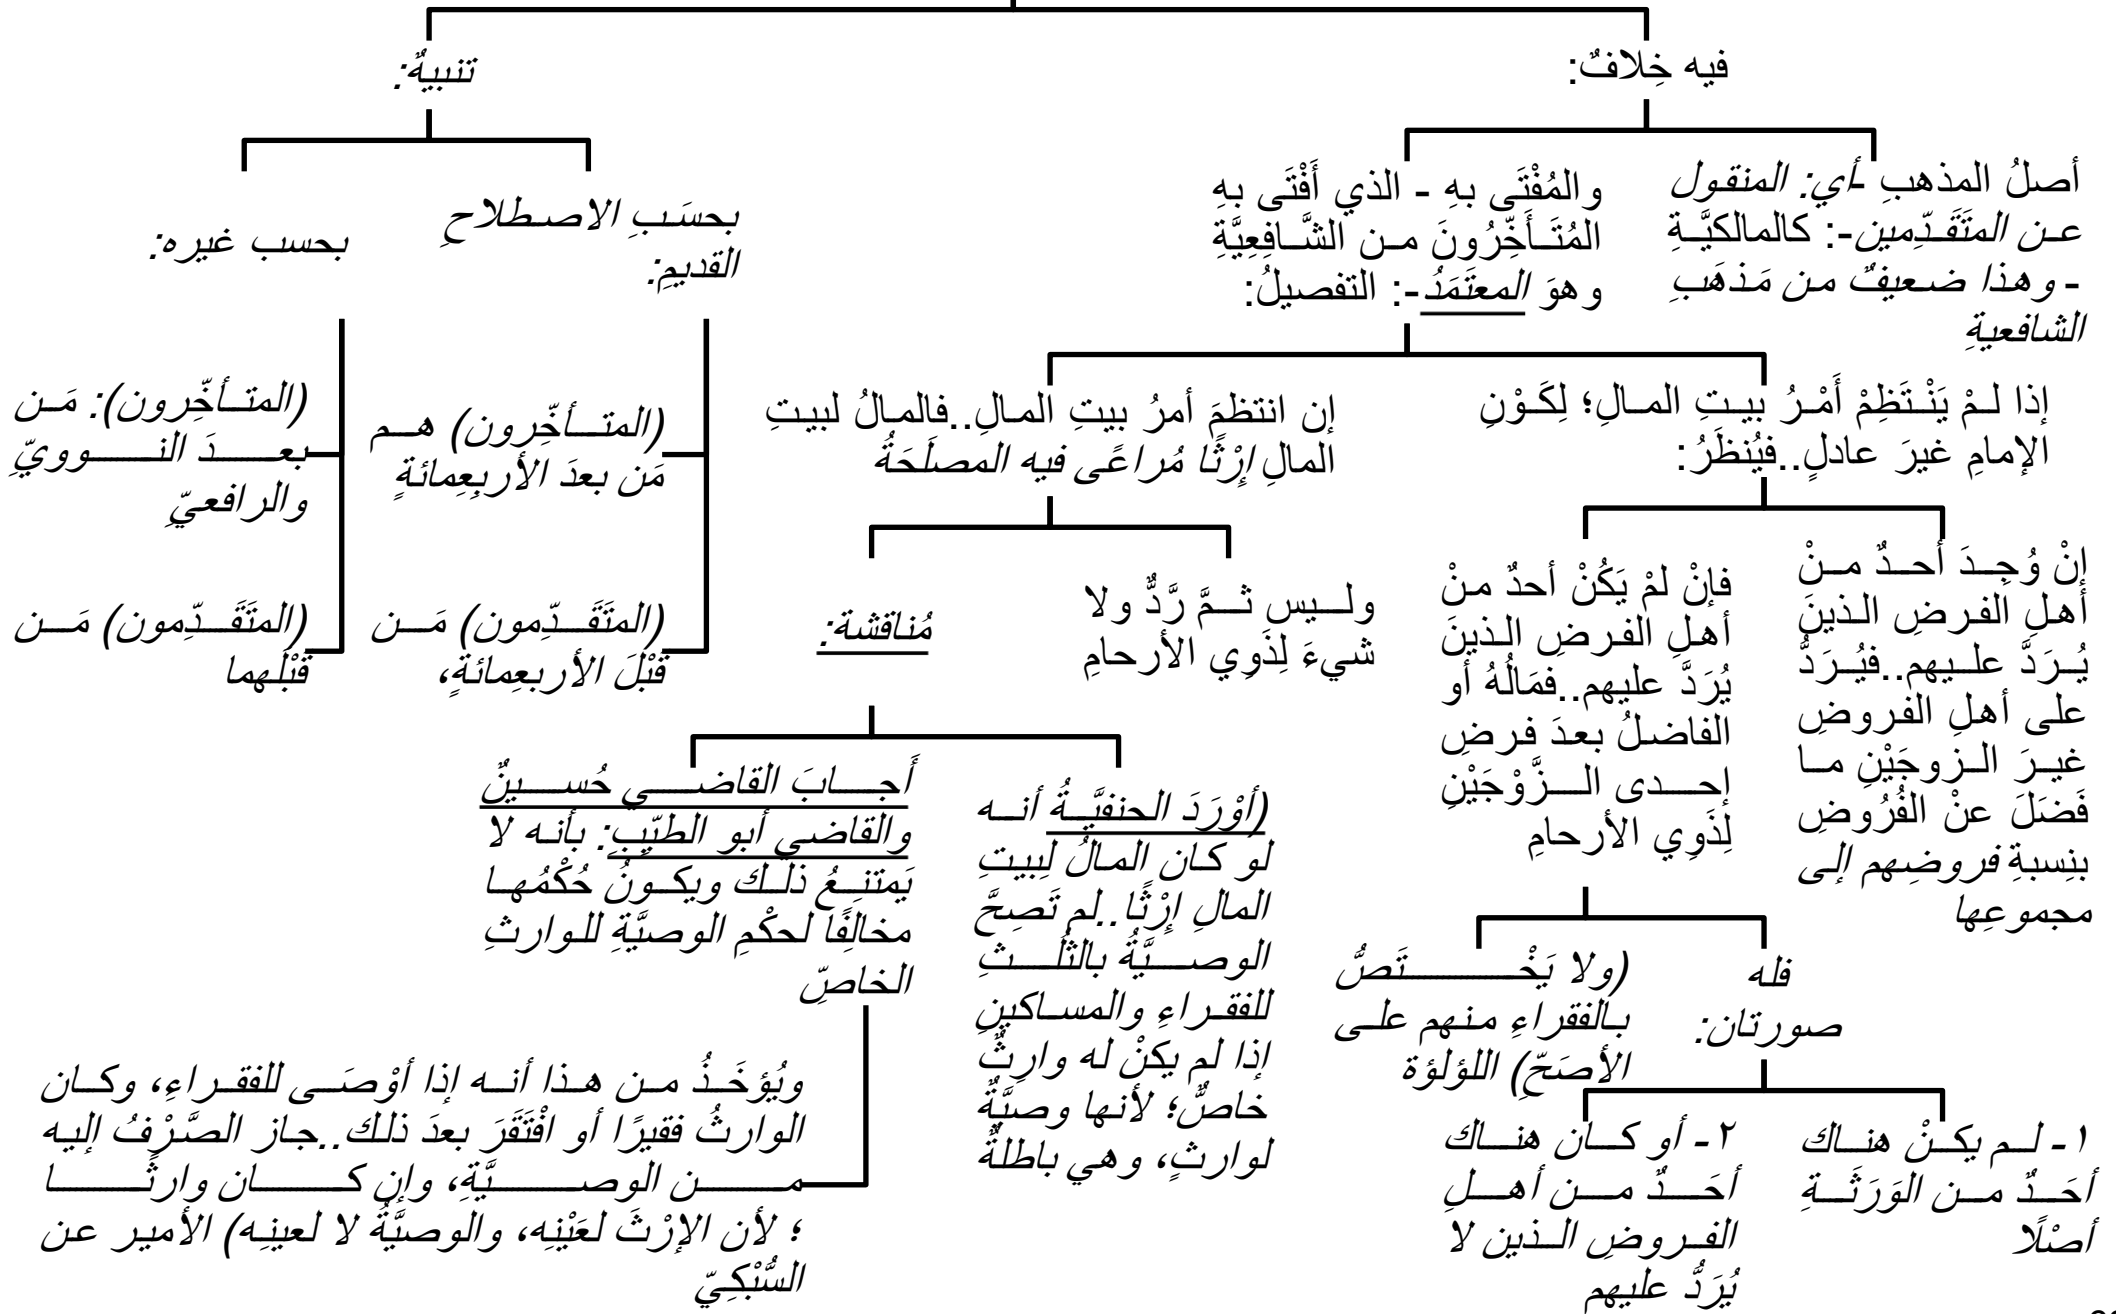 فيه خِلافٌ:
تنبيهٌ:
أصلُ المذهبِ -أي: المنقول
عن المتَقَدِّمين-: كالمالكيَّةِ
- وهذا ضعيفٌ من مَذهَبِ
الشافعيةِ
والمُفْتَى بهِ - الذي أَفْتَى بهِ
المُتَأَخِّرُونَ من الشَّافِعِيَّةِ
وهوَ المعتَمَدُ-: التفصيلُ:
بحسَبِ الاصطلاحِ
القديمِ:
بحسب غيره:
إذا لمْ يَنْتَظِمْ أَمْرُ بيتِ المالِ؛ لِكَوْنِ
الإمامِ غيرَ عادلٍ..فيُنظَرُ:
إن انتظمَ أمرُ بيتِ المالِ..فالمالُ لبيتِ
المالِ إِرْثًا مُراعًى فيه المصلَحَةُ
(المتأخِّرون) هم
مَن بعدَ الأربِعِمائةٍ
(المتأخِّرون): مَن
بعدَ النوويِّ
والرافعيِّ
إنْ وُجِدَ أحدٌ منْ
أهلِ الفرضِ الذينَ
يُرَدَّ عليهم..فيُرَدُّ
على أهلِ الفروضِ
غيرَ الزوجَيْنِ ما
فَضَلَ عنْ الفُرُوضِ
بنِسبةِ فروضِهم إلى
مجموعِها
فإنْ لمْ يَكُنْ أحدٌ منْ
أهلِ الفرضِ الذينَ
يُرَدَّ عليهم..فمَالُهُ أو
الفاضلُ بعدَ فرضِ
إحدى الزَّوْجَيْنِ
لِذَوِي الأرحامِ
وليس ثمَّ رَّدٌّ ولا
شيءَ لِذَوِي الأرحامِ
مُناقشة:
(المتَقَدِّمون) مَن
قَبْلَ الأربعِمائةٍ،
(المتَقَدِّمون) مَن
قَبْلَهما
(أوْرَدَ الحنفيَّةُ أنه
لو كان المالُ لِبيتِ
المالِ إِرْثًا..لم تَصِحَّ
الوصيَّةُ بالثُّلثِ
للفقراءِ والمساكينِ
إذا لم يكنْ له وارِثٌ
خاصٌّ؛ لأنها وصيَّةٌ
لوارثٍ، وهي باطلةٌ
أَجابَ القاضي حُسينٌ
والقاضي أبو الطيِّبِ: بأنه لا
يَمتنِعُ ذلك ويكونُ حُكْمُها
مخالِفًا لحكْمِ الوصيَّةِ للوارثِ
الخاصِّ
فله
صورتان:
(ولا يَخْتَصُّ
بالفقراءِ منهم على
الأصَحِّ) اللؤلؤة
ويُؤخَذُ من هذا أنه إذا أوْصَى للفقراءِ، وكان
الوارثُ فقيرًا أو افْتَقَرَ بعدَ ذلك..جاز الصَّرْفُ إليه
من الوصيَّةِ، وإن كان وارثًا
؛ لأن الإرْثَ لعَيْنِه، والوصيَّةُ لا لعينِه) الأمير عن
السُّبْكِيّ
١- لم يكنْ هناك
أحَدٌ من الوَرَثَةِ
أصْلًا
٢- أو كان هناك
أحَدٌ من أهلِ
الفروضِ الذين لا
يُرَدُّ عليهم